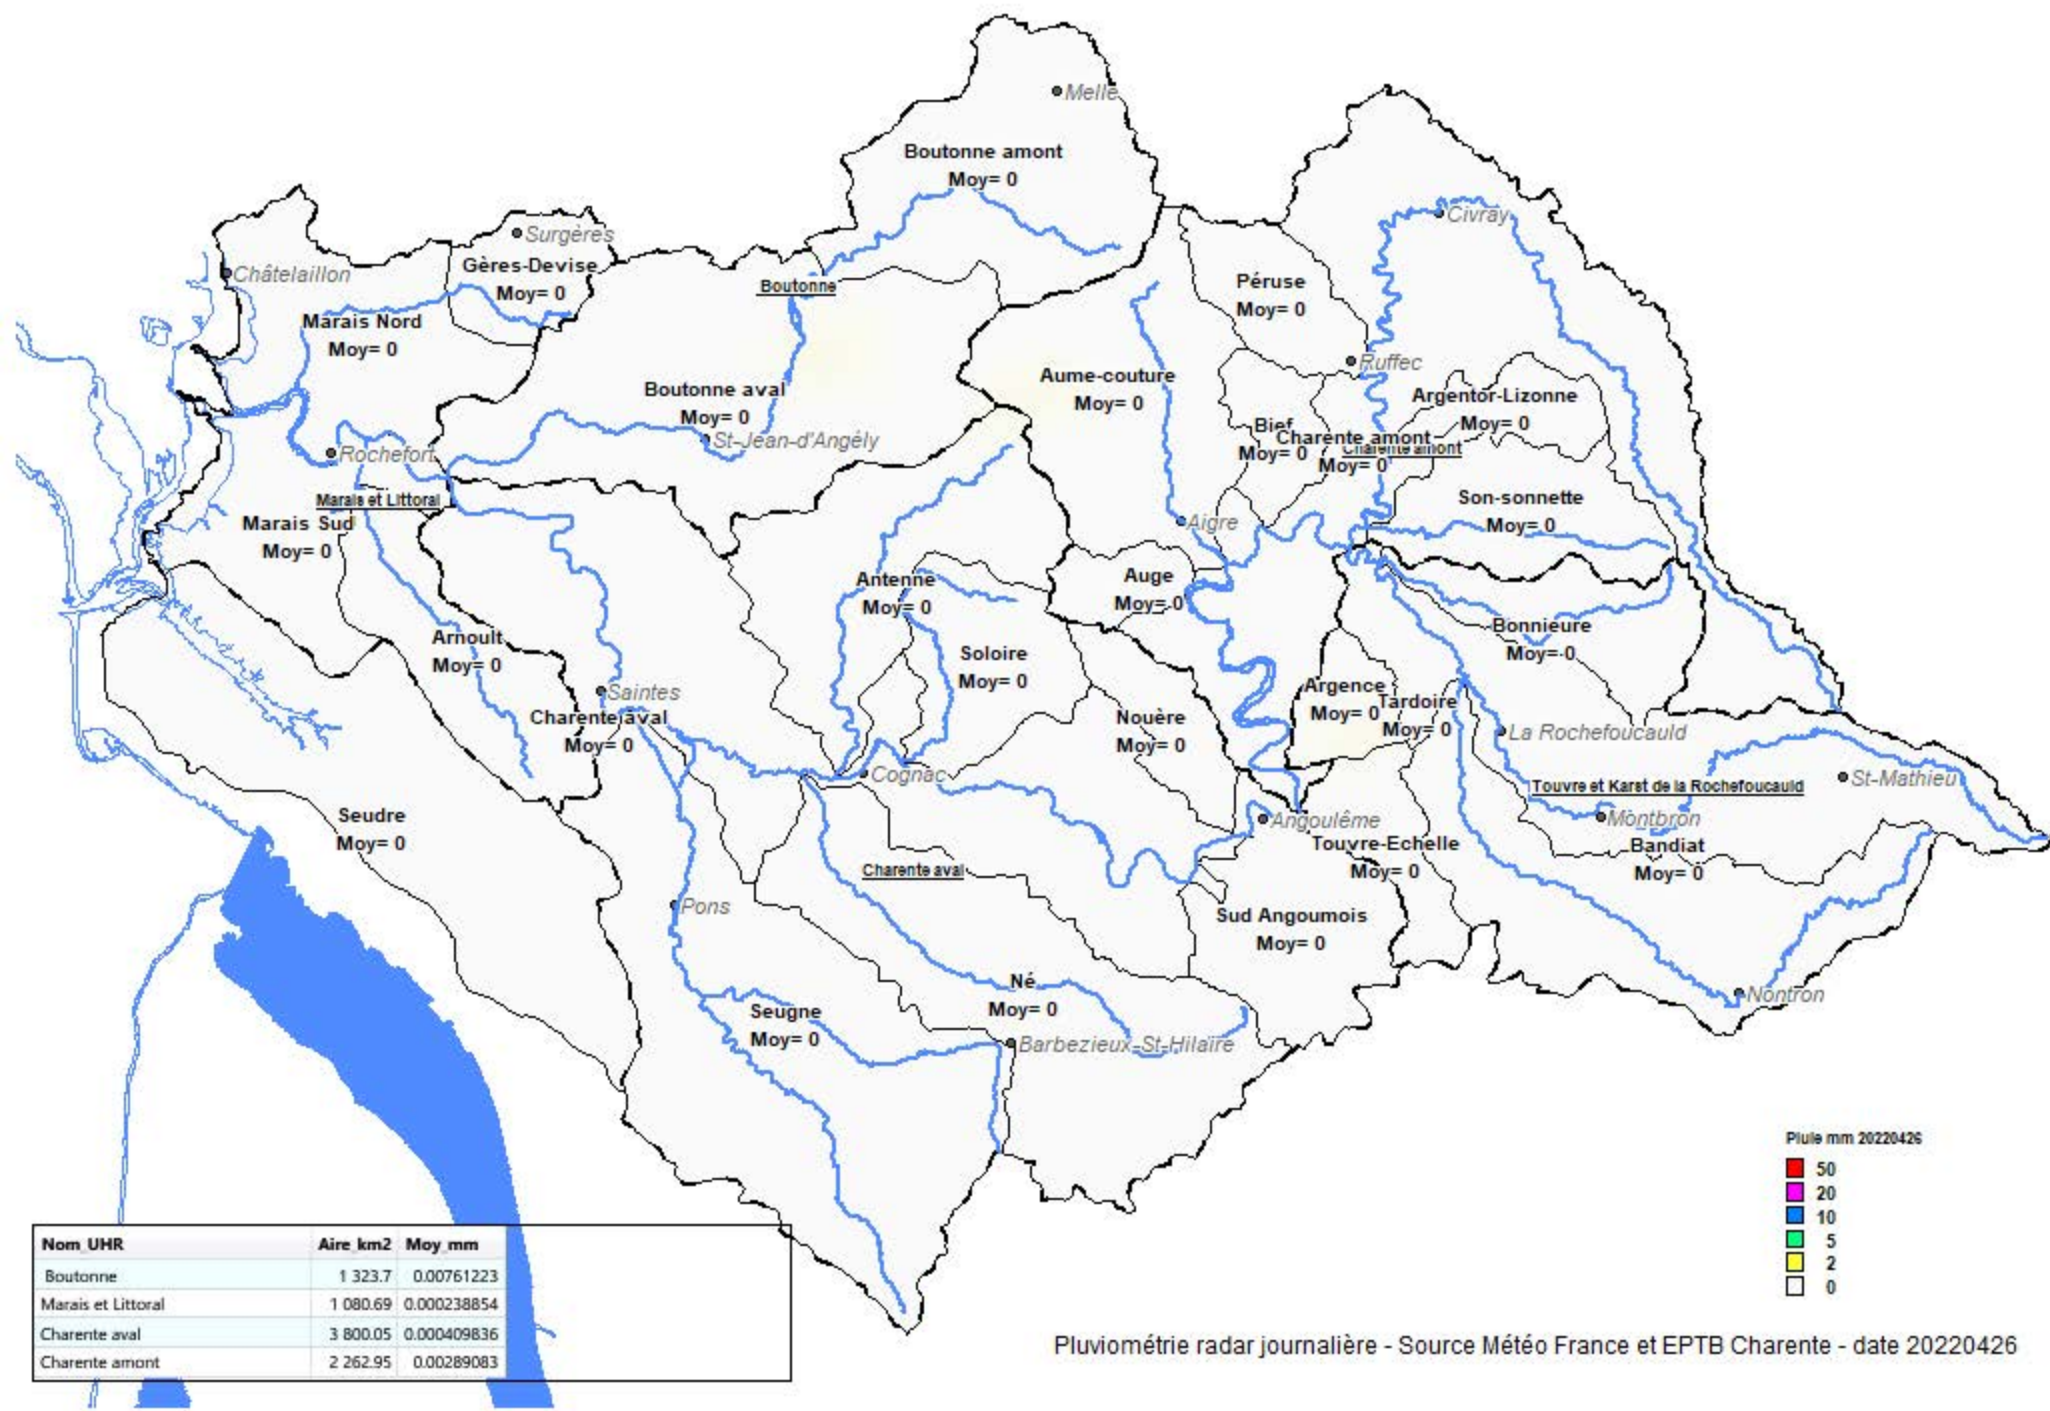 Melle
Boutonne amont
Moy= 0
Civray
Surgères
Châtelaillon
Gères-Devise
Moy= 0
Boutonne
Péruse
Moy= 0
Marais Nord
Moy= 0
Ruffec
Aume-couture
Moy= 0
Boutonne aval
Moy= 0
Argentor-Lizonne
Moy= 0
St-Jean-d'Angély
Bief
Moy= 0
Charente amont
Moy= 0
Charente amont
Rochefort
Marais et Littoral
Marais Sud
Moy= 0
Son-sonnette
Moy= 0
Aigre
Antenne
Moy= 0
Auge
Moy= 0
Bonnieure
Moy= 0
Arnoult
Moy= 0
Soloire
Moy= 0
Saintes
Charente aval
Moy= 0
Nouère
Moy= 0
Argence
Moy= 0
Tardoire
Moy= 0
La Rochefoucauld
Cognac
Touvre et Karst de la Rochefoucauld
St-Mathieu
Seudre
Moy= 0
Angoulême
Montbron
Touvre-Echelle
Moy= 0
Bandiat
Moy= 0
Charente aval
Pons
Sud Angoumois
Moy= 0
Né
Moy= 0
Nontron
Seugne
Moy= 0
Barbezieux-St-Hilaire
Pluie mm 20220426
50
20
10
5
2
0
Nom_UHR Aire_km2 Moy_mm
Boutonne 1 323.7 0.00761223
Marais et Littoral 1 080.69 0.000238854
Charente aval 3 800.05 0.000409836
Charente amont 2 262.95 0.00289083
Pluviométrie radar journalière - Source Météo France et EPTB Charente - date 20220426